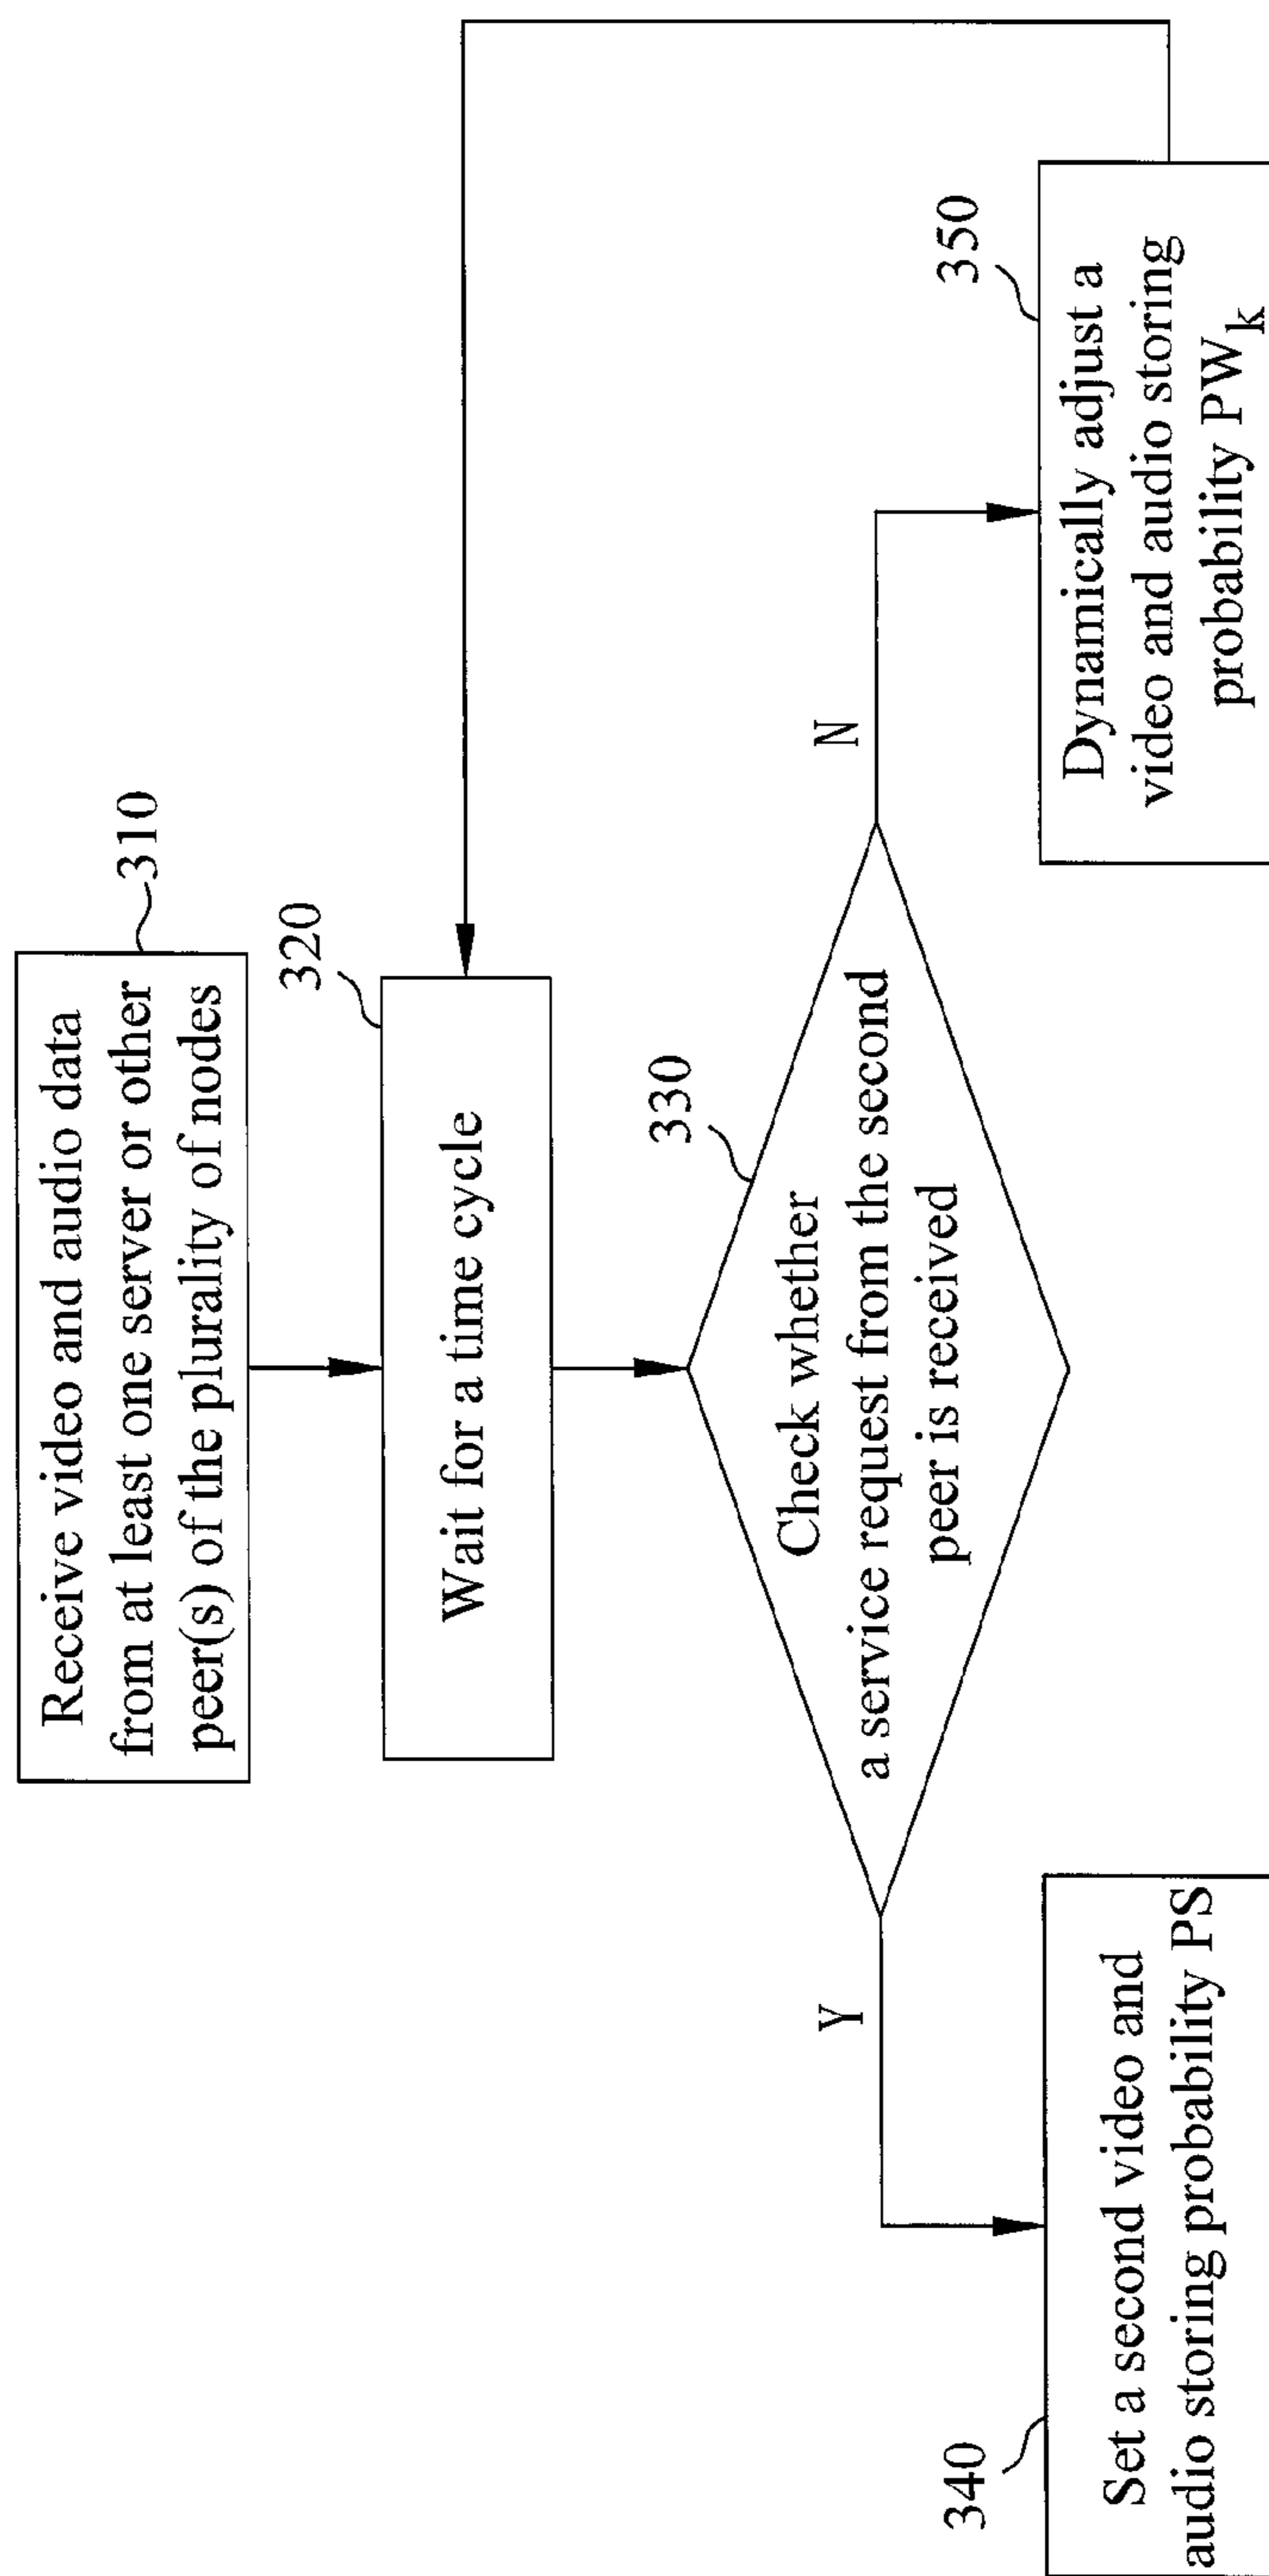 Receive video and audio data
from at least one server or other
peer(s) of the plurality of nodes
310
320
Wait for a time cycle
330
Check whether
a service request from the second
peer is received
Y
N
340
Set a second video and
audio storing probability PS
350
Dynamically adjust a
video and audio storing
probability PWk